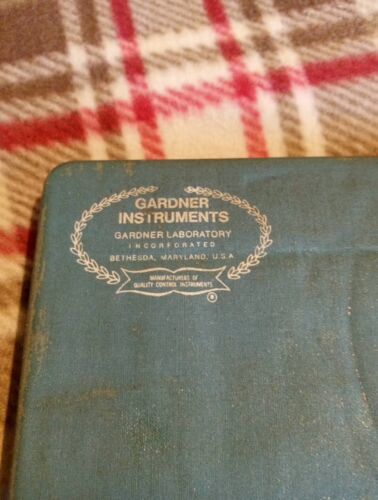 GARDNER
INSTRUMENTS
GARDNER LABORATORY
INCORPORATED
BETHESDA, MARYLAND, U.S.A.
MANUFACTURERS OF
QUALITY CONTROL INSTRUMENTS
®